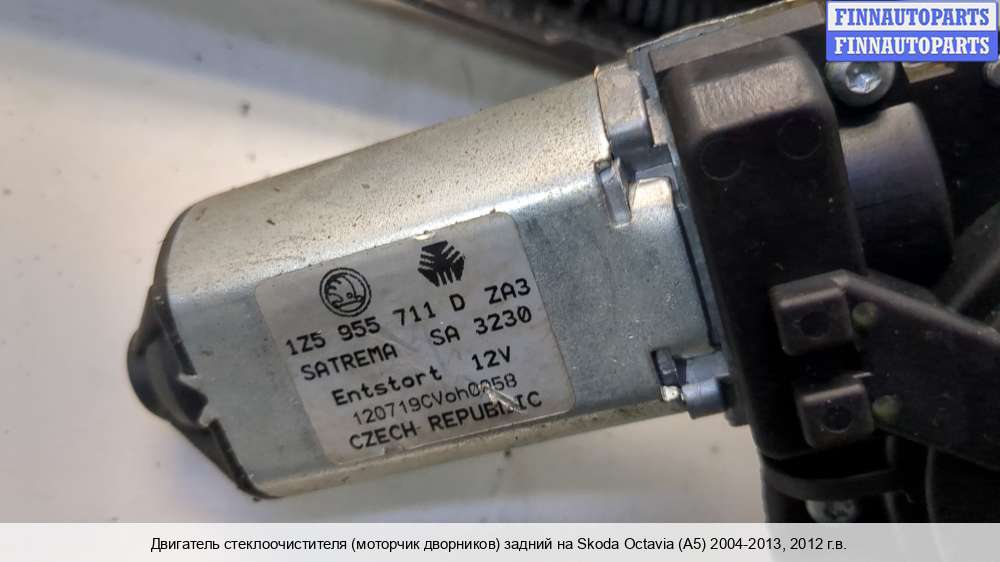 FINNAUTOPARTS
FINNAUTOPARTS
1Z5 955 711 D ZA3
SATREMA SA 3230
Entstort 12V
120719CVoh0058
CZECH REPUBLIC
Двигатель стеклоочистителя (моторчик дворников) задний на Skoda Octavia (A5) 2004-2013, 2012 г.в.